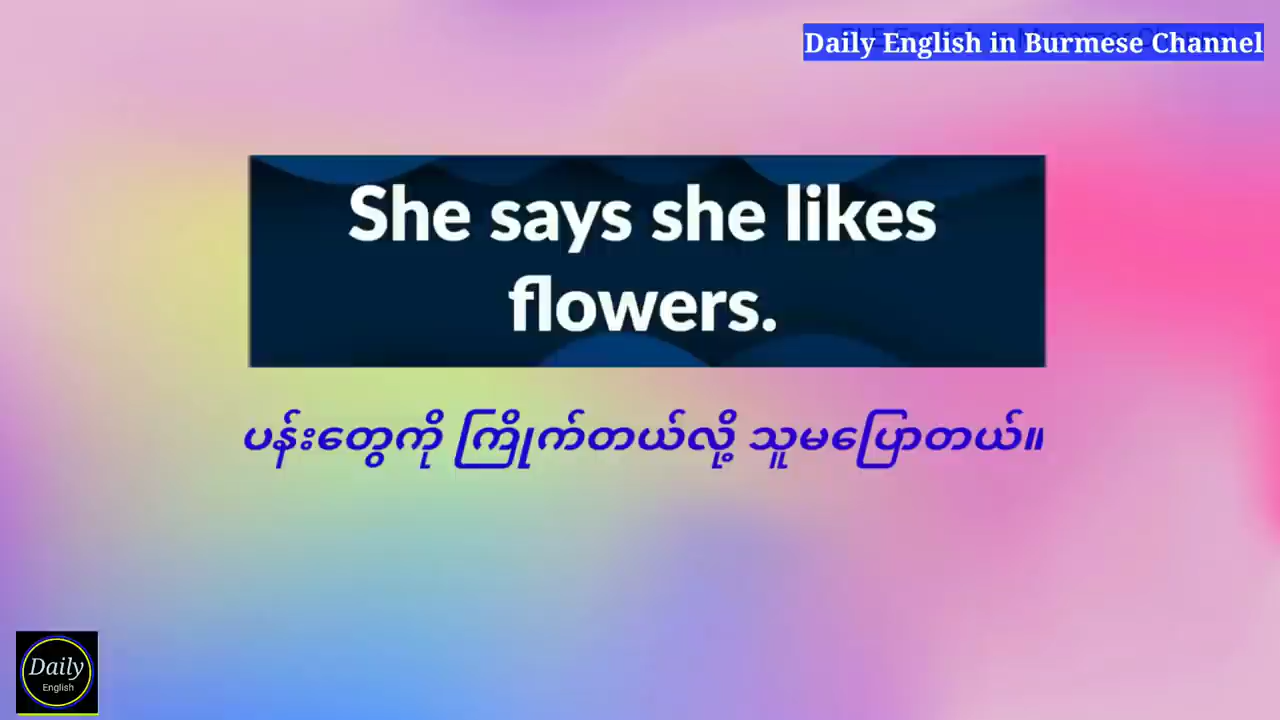 Daily English in Burmese Channel
She says she likes
flowers.
ပန်းတွေကို ကြိုက်တယ်လို့ သူမပြောတယ်။
Daily
English